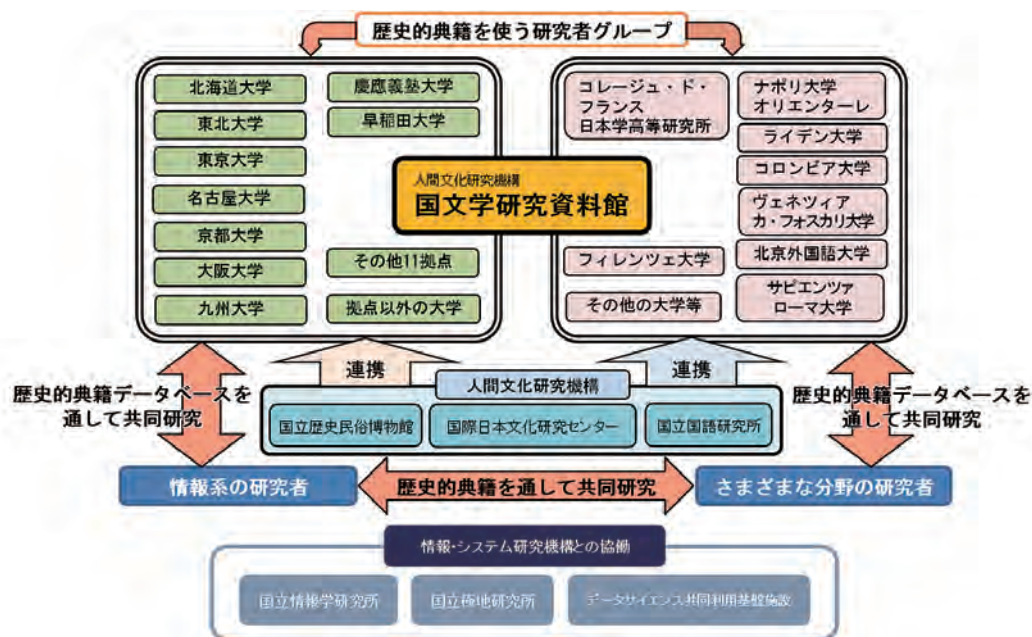 歴史的典籍を使う研究者グループ
北海道大学
東北大学
東京大学
名古屋大学
京都大学
大阪大学
九州大学
慶應義塾大学
早稲田大学
その他11拠点
拠点以外の大学
人間文化研究機構
国文学研究資料館
コレージュ・ド・
フランス
日本学高等研究所
フィレンツェ大学
その他の大学等
ナポリ大学
オリエンターレ
ライデン大学
コロンビア大学
ヴェネツィア
カ・フォスカリ大学
北京外国語大学
サピエンツァ
ローマ大学
連携
連携
歴史的典籍データベースを
通して共同研究
人間文化研究機構
国立歴史民俗博物館
国際日本文化研究センター
国立国語研究所
歴史的典籍データベースを
通して共同研究
情報系の研究者
歴史的典籍を通して共同研究
さまざまな分野の研究者
情報・システム研究機構との協働
国立情報学研究所
国立極地研究所
データサイエンス共同利用基盤施設